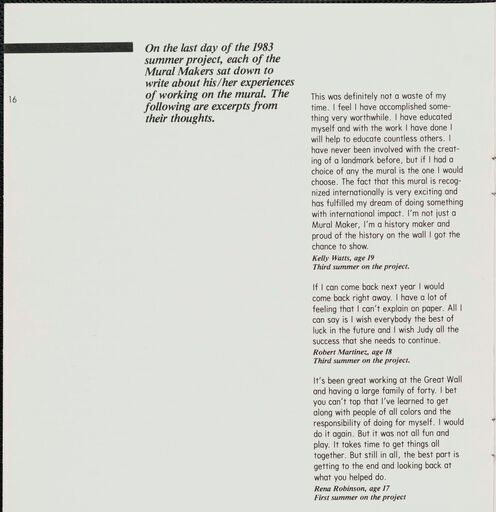 On the last day of the 1983
summer project, each of the
Mural Makers sat down to
write about his/her experiences
of working on the mural. The
following are excerpts from
their thoughts.
16
This was definitely not a waste of my
time. I feel I have accomplished some-
thing very worthwhile. I have educated
myself and with the work I have done I
will help to educate countless others. I
have never been involved with the creat-
ing of a landmark before, but if I had a
choice of any the mural is the one I would
choose. The fact that this mural is recog-
nized internationally is very exciting and
has fulfilled my dream of doing something
with international impact. I'm not just a
Mural Maker, I'm a history maker and
proud of the history on the wall I got the
chance to show.
Kelly Watts, age 19
Third summer on the project.
If I can come back next year I would
come back right away. I have a lot of
feeling that I can't explain on paper. All I
can say is I wish everybody the best of
luck in the future and I wish Judy all the
success that she needs to continue.
Robert Martinez, age 18
Third summer on the project.
It's been great working at the Great Wall
and having a large family of forty. I bet
you can't top that I've learned to get
along with people of all colors and the
responsibility of doing for myself. I would
do it again. But it was not all fun and
play. It takes time to get things all
together. But still in all, the best part is
getting to the end and looking back at
what you helped do.
Rena Robinson, age 17
First summer on the project